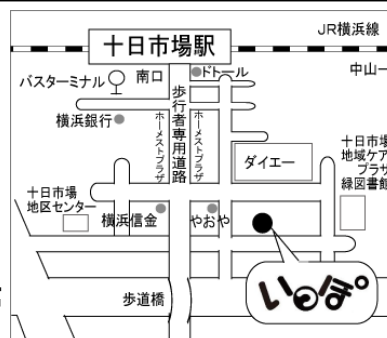 JR横浜線
十日市場駅
中山
バスターミナル
南口
ドトール
横浜銀行
歩行者専用道路
ホーメストプラザ
ホーメストプラザ
ダイエー
十日市場
地域ケア
プラザ
緑図書館
十日市場
地区センター
横浜信金
やおや
歩道橋
いっぽ